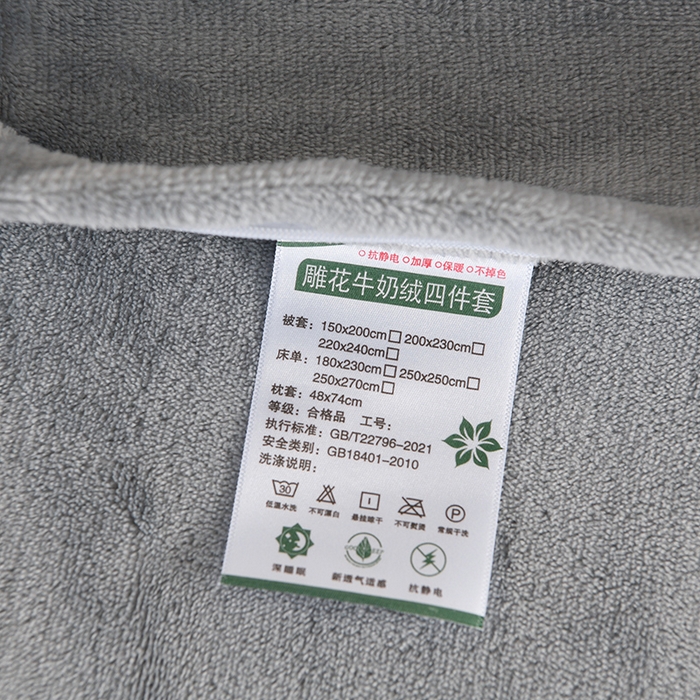 ○抗静电○加厚○保暖○不掉色
雕花牛奶绒四件套
被套：150x200cm□ 200x230cm□
220x240cm□
床单：180x230cm□ 250x250cm□
250x270cm□
枕套：48x74cm
等级：合格品 工号：
执行标准：GB/T22796-2021
安全类别：GB18401-2010
洗涤说明：
30
P
低温水洗 不可漂白 悬挂晾干 不可熨烫 常规干洗
深睡眠 新透气适感 抗静电